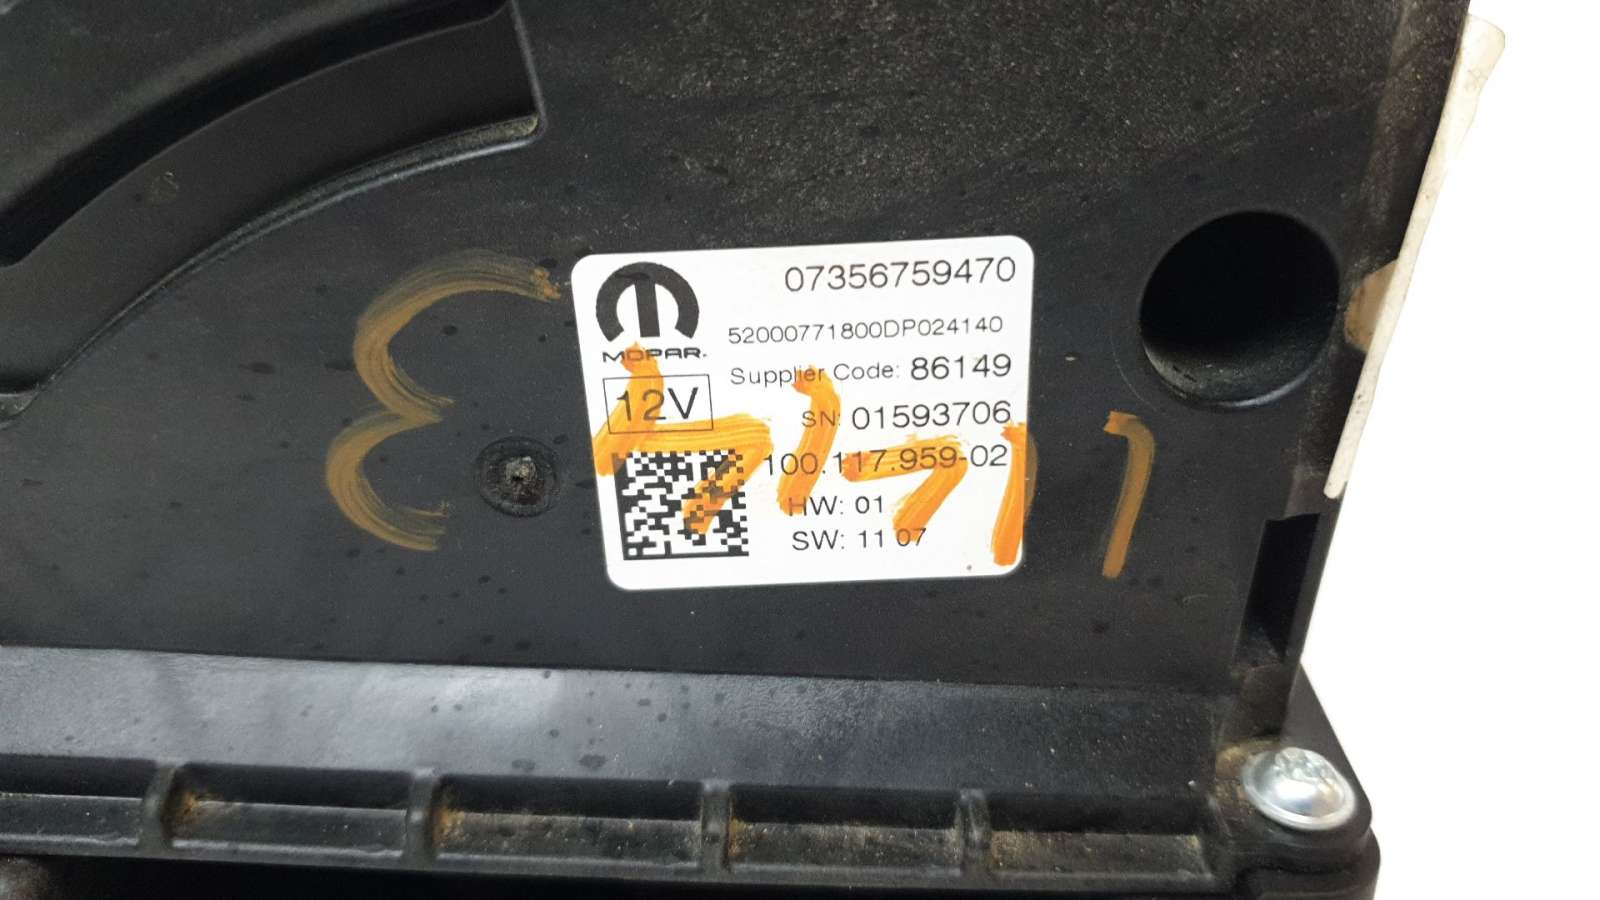 07356759470
MOPAR.
52000771800DP024140
Supplier Code: 86149
12V
SN: 01593706
100.117.959-02
HW: 01
SW: 11 07